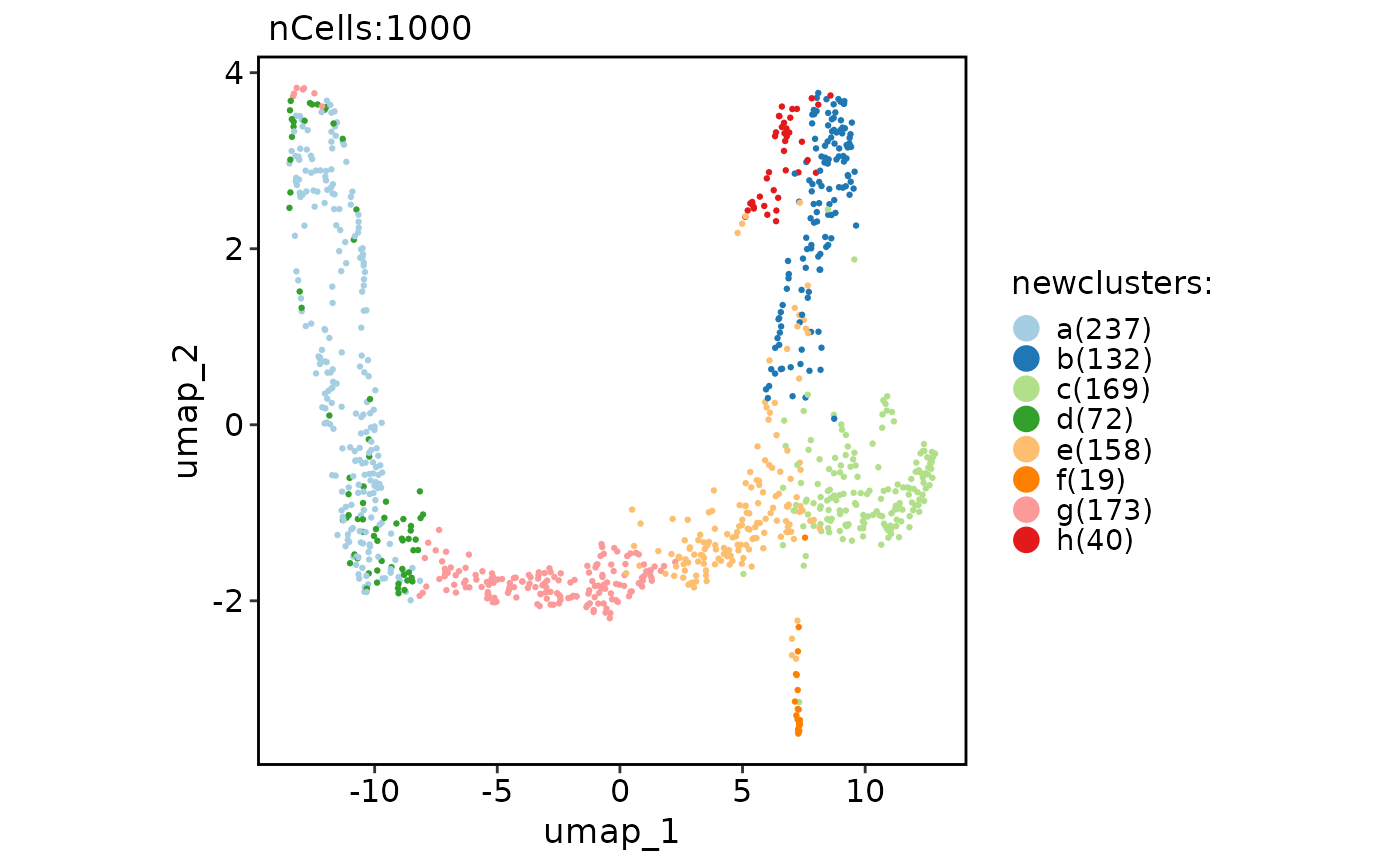 nCells:1000
4
2
0
-2
umap_2
-10 -5 0 5 10
umap_1
newclusters:
a(237)
b(132)
c(169)
d(72)
e(158)
f(19)
g(173)
h(40)